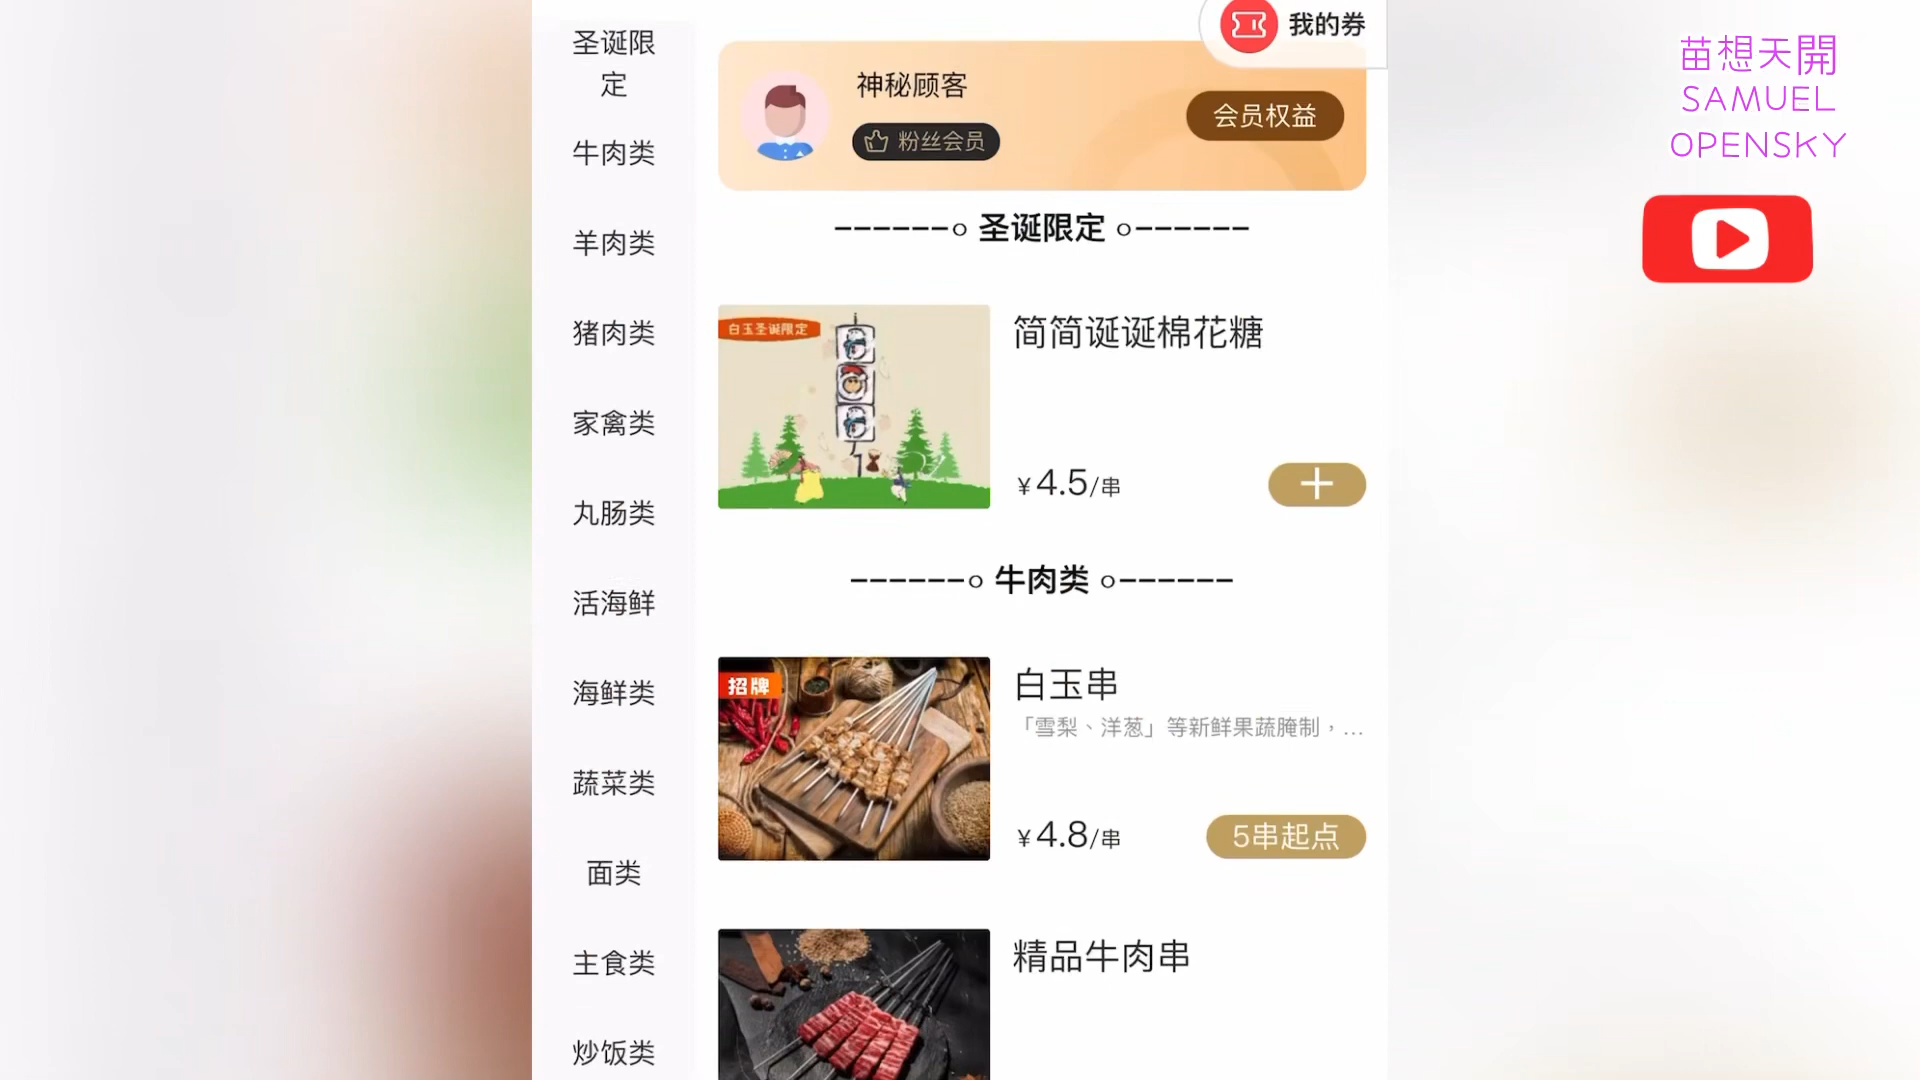 圣诞限
定
牛肉类
羊肉类
猪肉类
家禽类
丸肠类
活海鲜
海鲜类
蔬菜类
面类
主食类
炒饭类
我的券
神秘顾客
粉丝会员
会员权益
圣诞限定
白玉圣诞限定
简简诞诞棉花糖
¥4.5/串
牛肉类
招牌
白玉串
「雪梨、洋葱」等新鲜果蔬腌制，...
¥4.8/串
5串起点
精品牛肉串
苗想天開
SAMUEL
OPENSKY